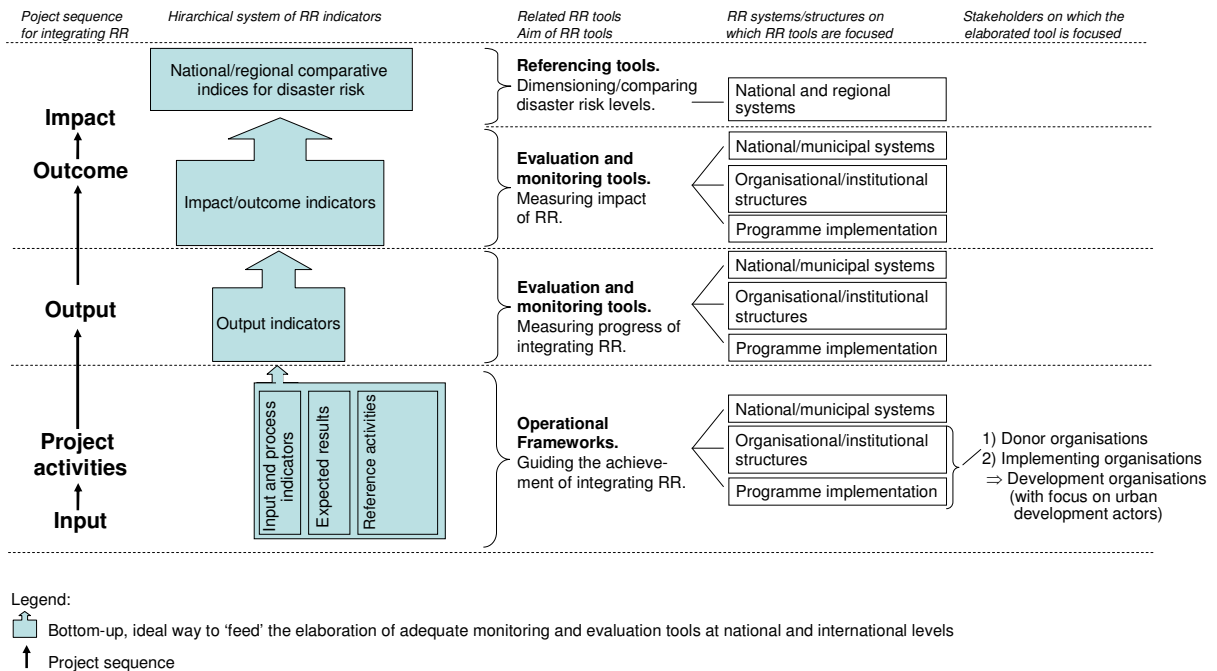 Poject sequence
for integrating RR
Hirarchical system of RR indicators
Related RR tools
Aim of RR tools
RR systems/structures on
which RR tools are focused
Stakeholders on which the
elaborated tool is focused
Impact
Outcome
National/regional comparative
indices for disaster risk
Referencing tools.
Dimensioning/comparing
disaster risk levels.
National and regional
systems
Impact/outcome indicators
Evaluation and
monitoring tools.
Measuring impact
of RR.
National/municipal systems
Organisational/institutional
structures
Programme implementation
Output
Output indicators
Evaluation and
monitoring tools.
Measuring progress of
integrating RR.
National/municipal systems
Organisational/institutional
structures
Programme implementation
Project
activities
Input
Input and process
indicators
Expected results
Reference activities
Operational
Frameworks.
Guiding the achieve-
ment of integrating RR.
National/municipal systems
Organisational/institutional
structures
Programme implementation
1) Donor organisations
2) Implementing organisations
⇒ Development organisations
(with focus on urban
development actors)
Legend:
Bottom-up, ideal way to ‘feed’ the elaboration of adequate monitoring and evaluation tools at national and international levels
Project sequence